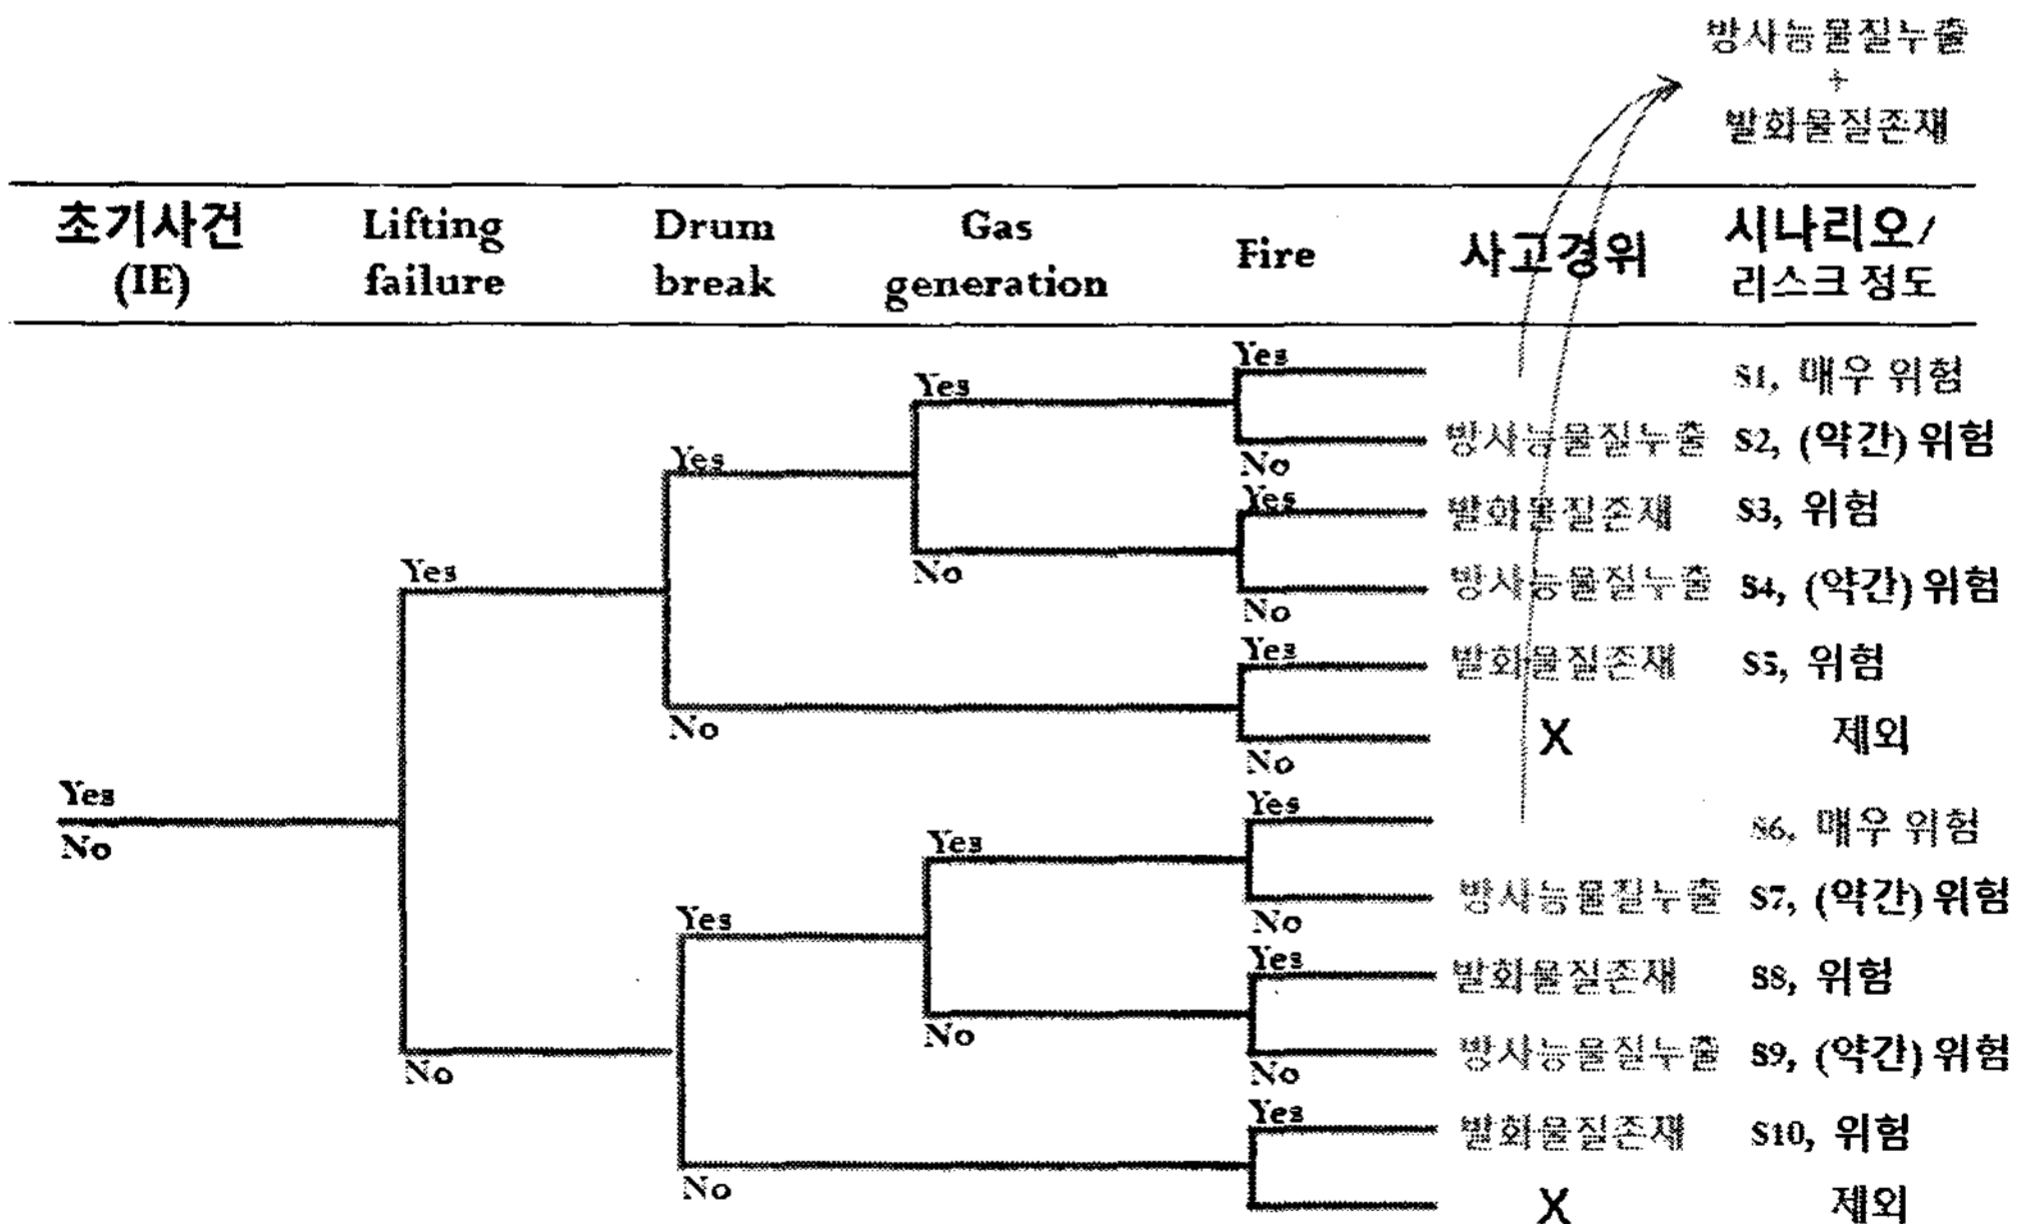 방사능물질누출
+
발화물질존재
초기사건 (IE)
Lifting failure
Drum break
Gas generation
Fire
사고경위
시나리오/ 리스크 정도
Yes
S1, 매우 위험
Yes
방사능물질누출 S2, (약간) 위험
No
Yes
Yes
발화물질존재 S3, 위험
No
Yes
방사능물질누출 S4, (약간) 위험
No
Yes
발화물질존재 S5, 위험
No
X 제외
No
Yes
Yes
No
S6, 매우 위험
Yes
방사능물질누출 S7, (약간) 위험
Yes
No
Yes
발화물질존재 S8, 위험
No
방사능물질누출 S9, (약간) 위험
No
No
Yes
발화물질존재 S10, 위험
No
X 제외